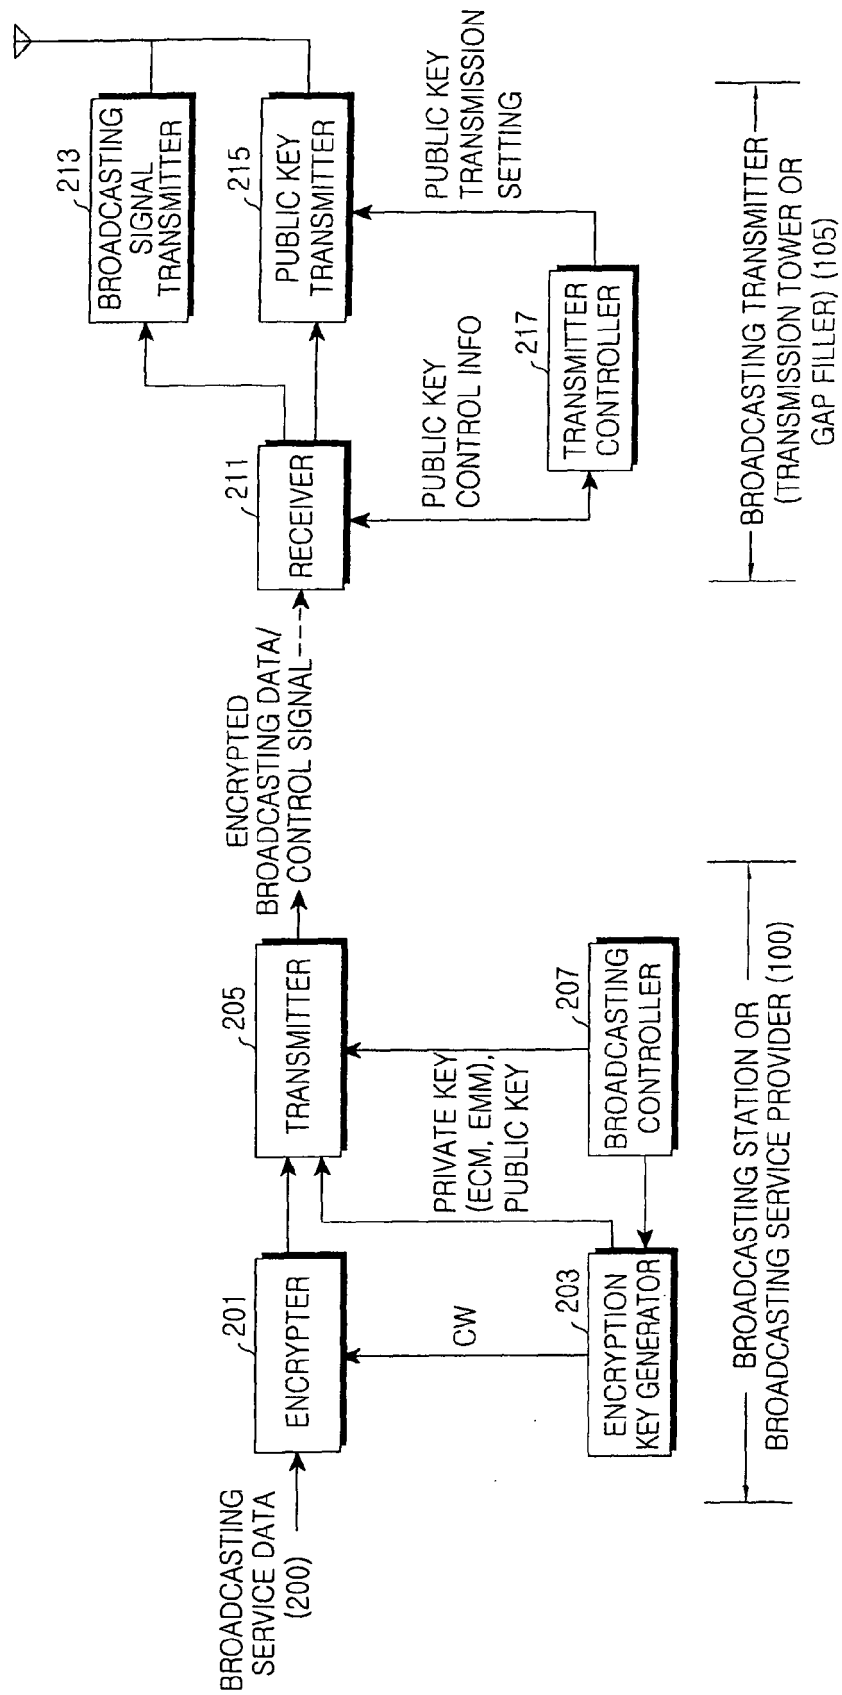 BROADCASTING
SERVICE DATA
(200)
201
ENCRYPTER
CW
203
ENCRYPTION
KEY GENERATOR
205
TRANSMITTER
PRIVATE KEY
(ECM, EMM),
PUBLIC KEY
207
BROADCASTING
CONTROLLER
BROADCASTING STATION OR
BROADCASTING SERVICE PROVIDER (100)
ENCRYPTED
BROADCASTING DATA/
CONTROL SIGNAL
211
RECEIVER
PUBLIC KEY
CONTROL INFO
213
BROADCASTING
SIGNAL
TRANSMITTER
215
PUBLIC KEY
TRANSMITTER
217
TRANSMITTER
CONTROLLER
PUBLIC KEY
TRANSMISSION
SETTING
BROADCASTING TRANSMITTER
(TRANSMISSION TOWER OR
GAP FILLER) (105)